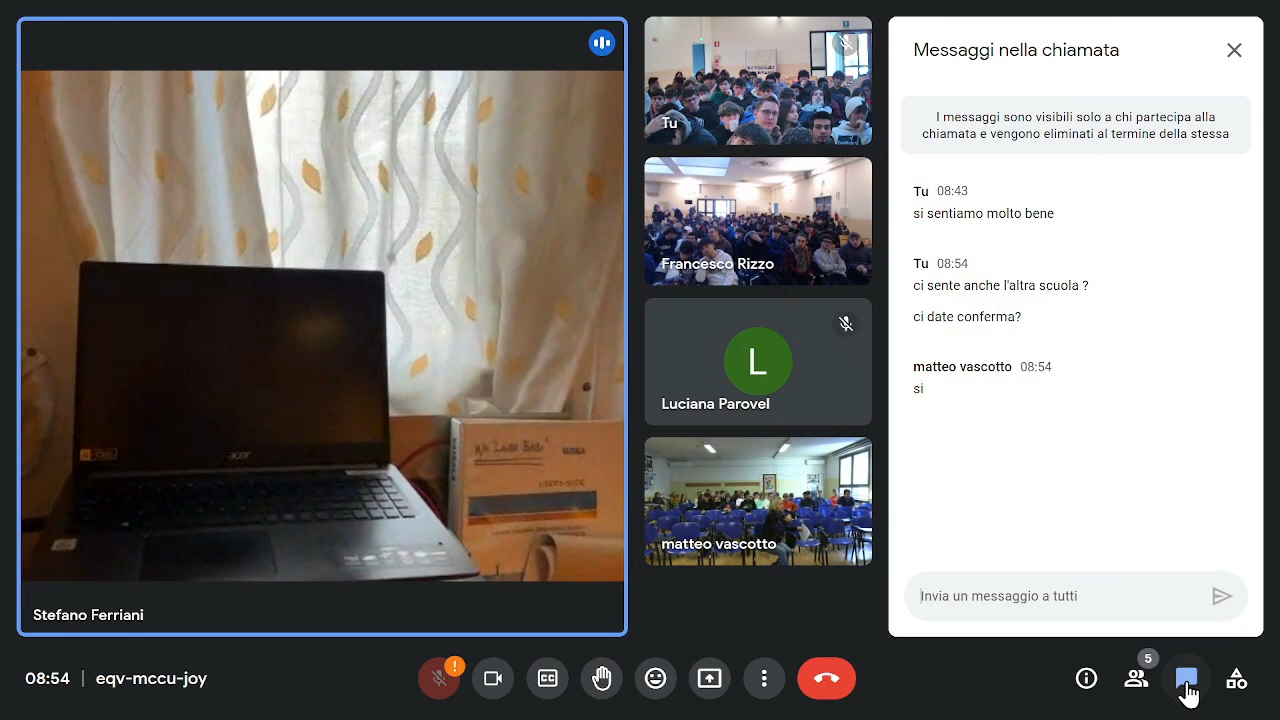 Tu
Francesco Rizzo
L
Luciana Parovel
matteo vascotto
acer
USERS GUIDE
Stefano Ferriani
Messaggi nella chiamata
I messaggi sono visibili solo a chi partecipa alla
chiamata e vengono eliminati al termine della stessa
Tu 08:43
si sentiamo molto bene
Tu 08:54
ci sente anche l'altra scuola ?
ci date conferma?
matteo vascotto 08:54
si
Invia un messaggio a tutti
08:54 | eqv-mccu-joy
!
CC
5